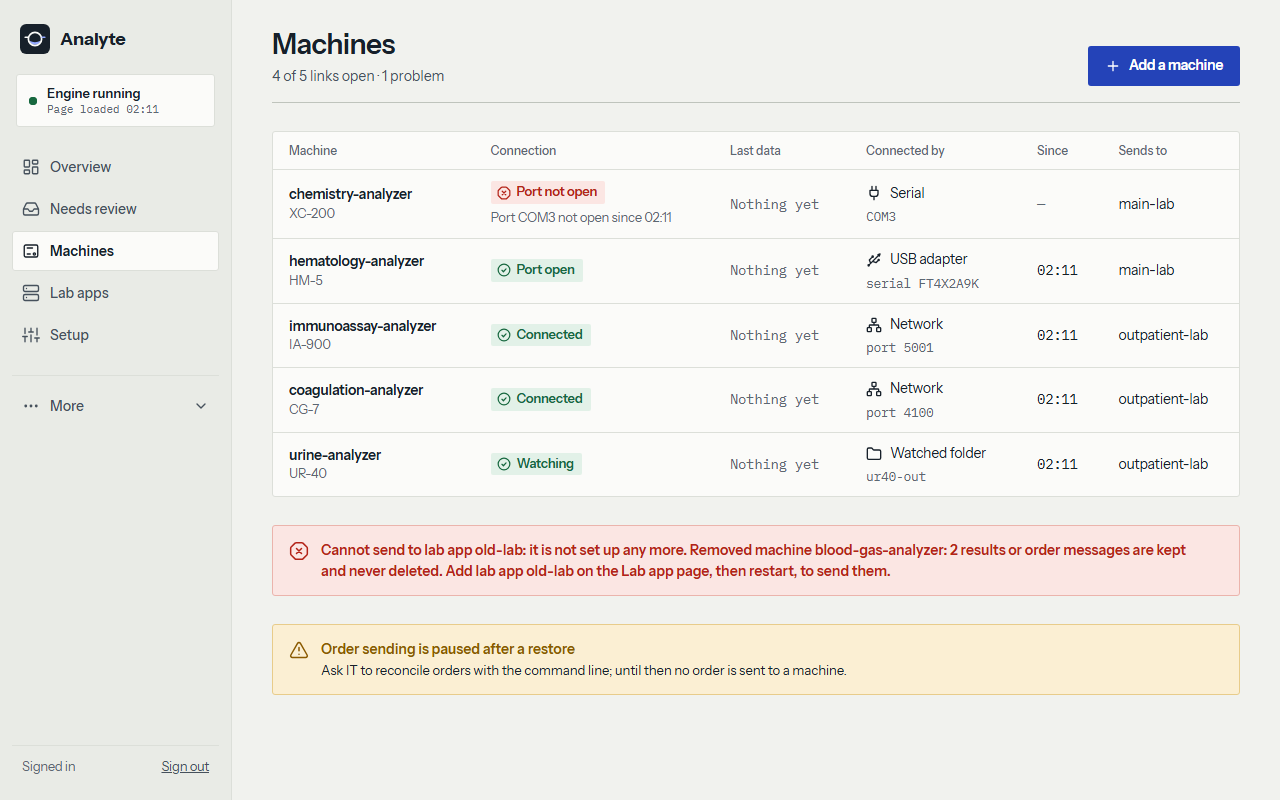 Analyte
Engine running
Page loaded 02:11
Overview
Needs review
Machines
Lab apps
Setup
More
Signed in
Sign out
Machines
4 of 5 links open · 1 problem
Add a machine
Machine Connection Last data Connected by Since Sends to
chemistry-analyzer
XC-200
Port not open
Port COM3 not open since 02:11
Nothing yet
Serial
COM3
—
main-lab
hematology-analyzer
HM-5
Port open
Nothing yet
USB adapter
serial FT4X2A9K
02:11
main-lab
immunoassay-analyzer
IA-900
Connected
Nothing yet
Network
port 5001
02:11
outpatient-lab
coagulation-analyzer
CG-7
Connected
Nothing yet
Network
port 4100
02:11
outpatient-lab
urine-analyzer
UR-40
Watching
Nothing yet
Watched folder
ur40-out
02:11
outpatient-lab
Cannot send to lab app old-lab: it is not set up any more. Removed machine blood-gas-analyzer: 2 results or order messages are kept
and never deleted. Add lab app old-lab on the Lab app page, then restart, to send them.
Order sending is paused after a restore
Ask IT to reconcile orders with the command line; until then no order is sent to a machine.